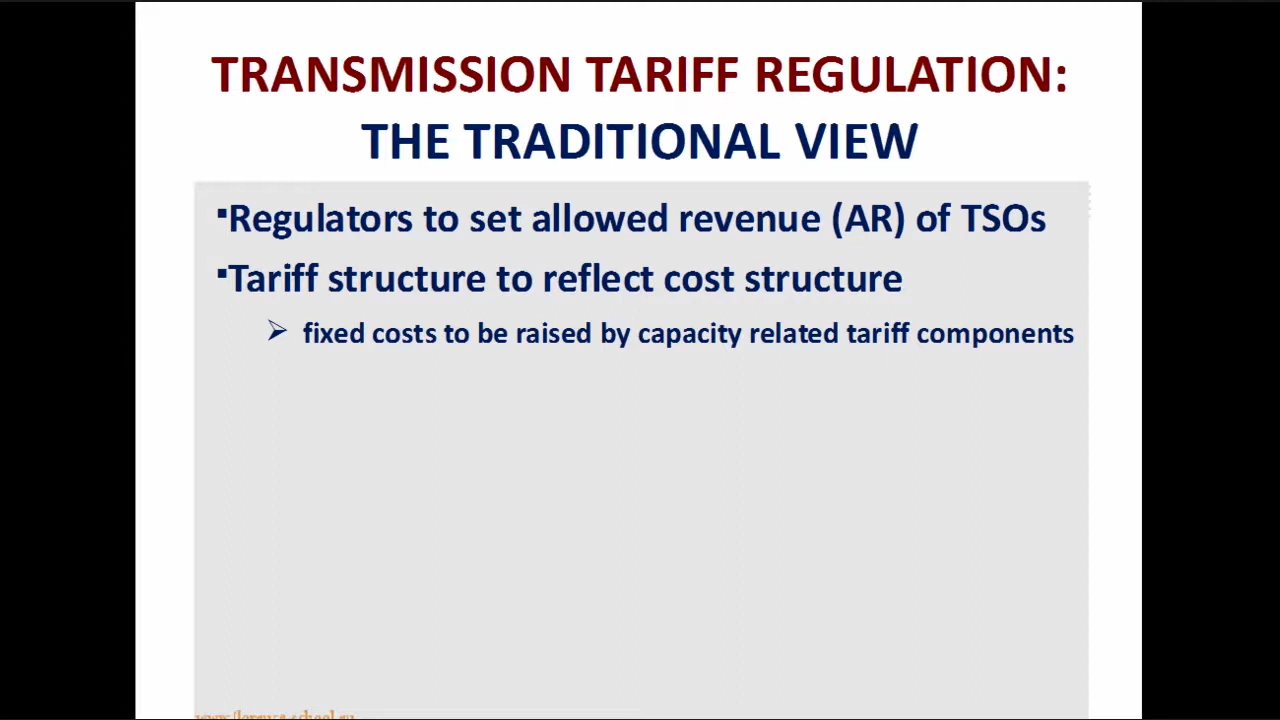 TRANSMISSION TARIFF REGULATION:
THE TRADITIONAL VIEW
▪Regulators to set allowed revenue (AR) of TSOs
▪Tariff structure to reflect cost structure
➢ fixed costs to be raised by capacity related tariff components